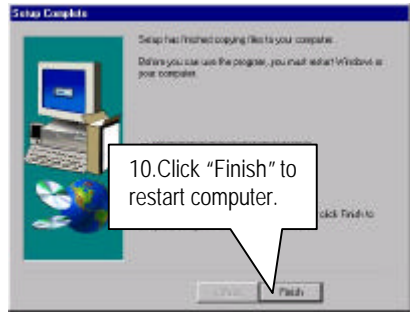 Setup Complete
Setup has finished copying files to your computer.
Before you can use the program, you must restart Windows or
your computer.
10.Click "Finish" to
restart computer.
click Finish to
Finish